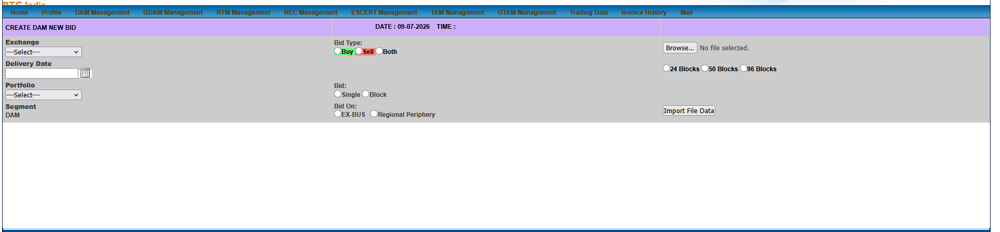 PTC India
Home Profile DAM Management GDAM Management RTM Management REC Management ESCERT Management TAM Management GTAM Management Trading Data Invoice History Mail
CREATE DAM NEW BID DATE : 09-07-2026 TIME :
Exchange
---Select---
Delivery Date
Portfolio
---Select---
Segment
DAM
Bid Type:
Buy Sell Both
Bid:
Single Block
Bid On:
EX-BUS Regional Periphery
Browse... No file selected.
24 Blocks 50 Blocks 96 Blocks
Import File Data